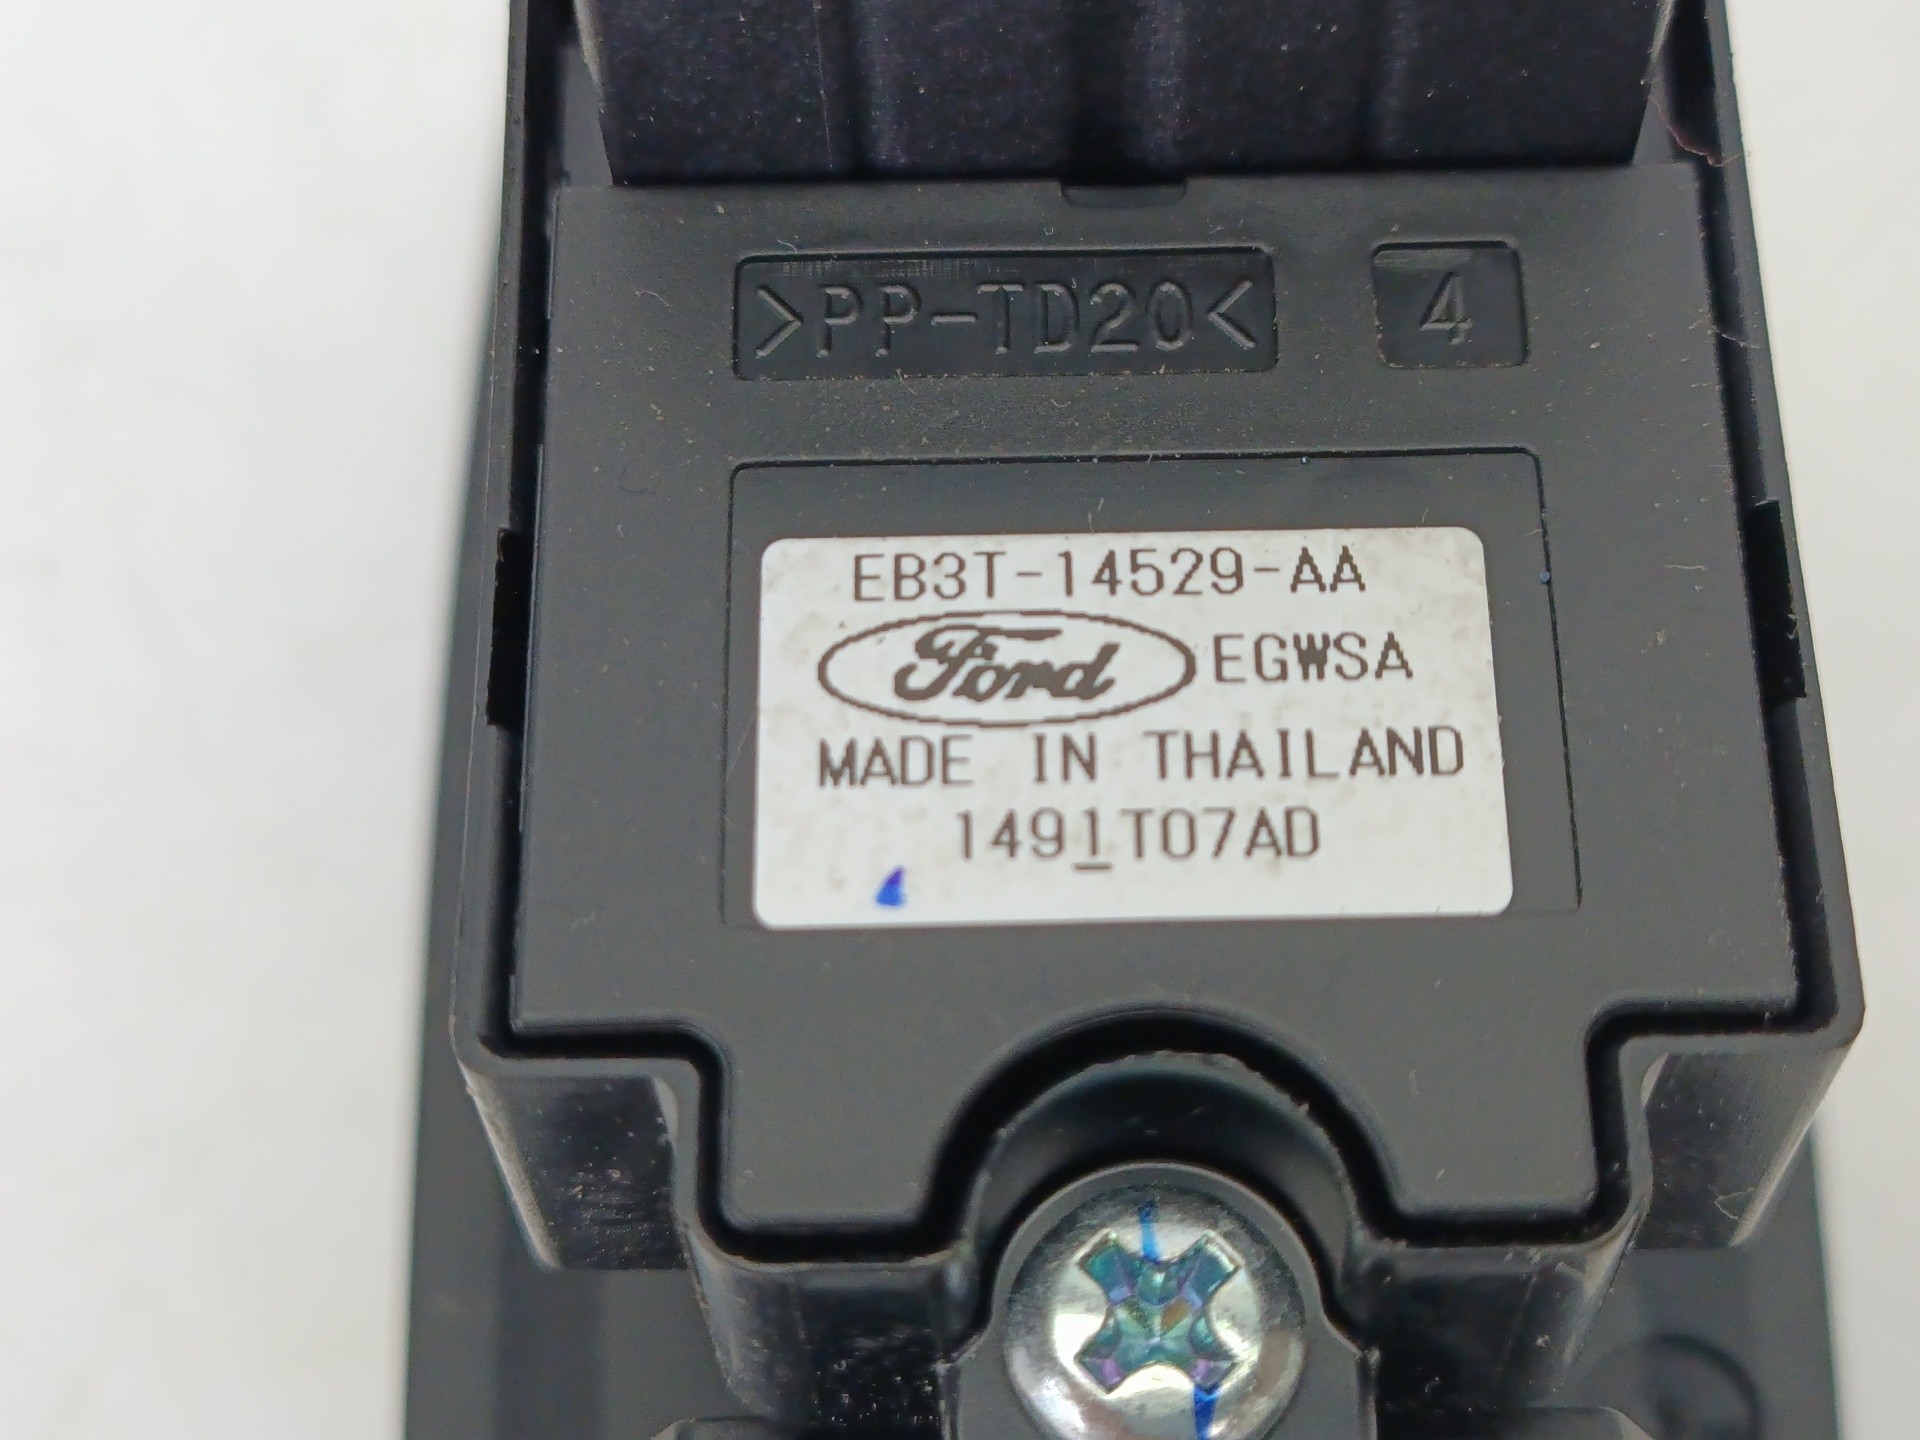 >PP-TD20< 4
EB3T-14529-AA
Ford EGWSA
MADE IN THAILAND
1491T07AD